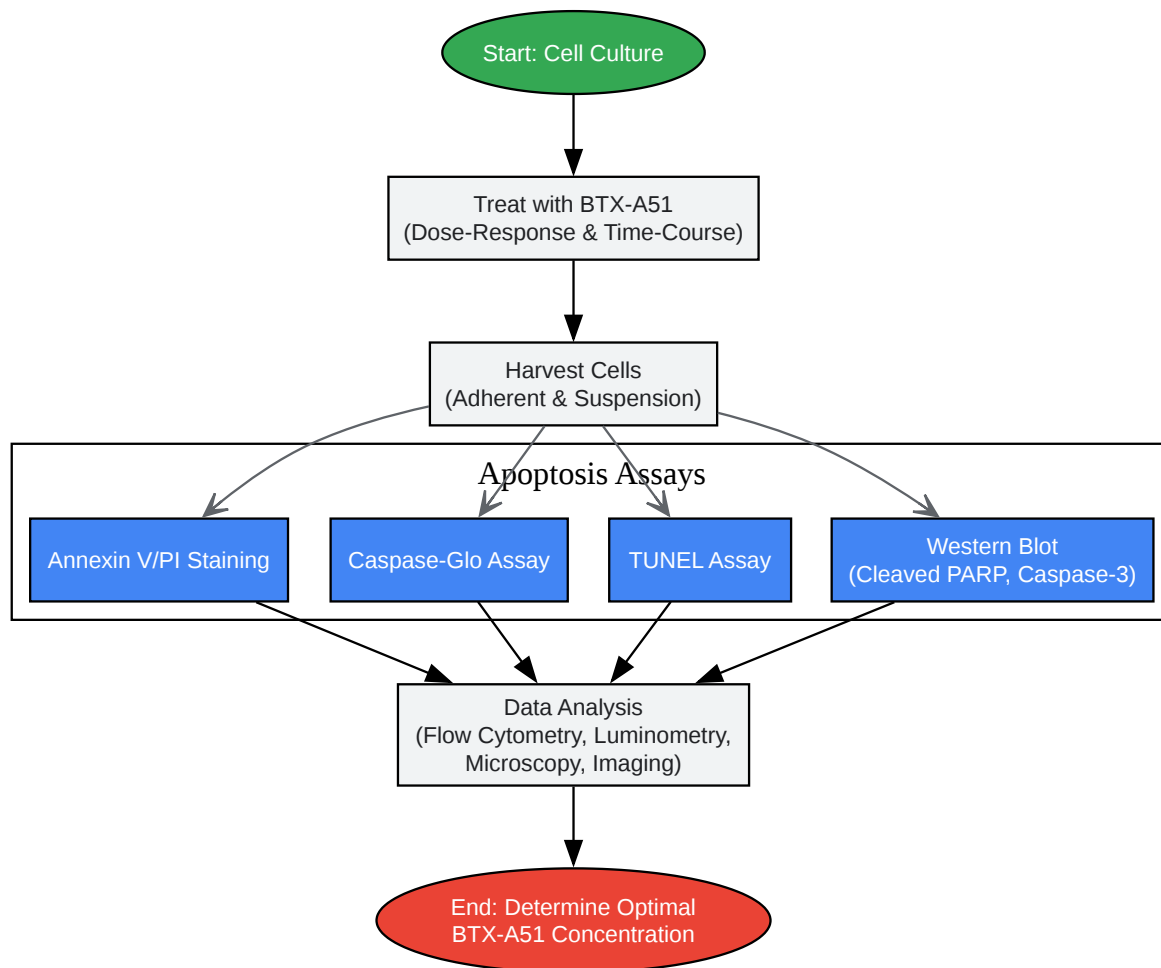 Start: Cell Culture
Treat with BTX-A51
(Dose-Response & Time-Course)
Harvest Cells
(Adherent & Suspension)
Apoptosis Assays
Annexin V/PI Staining
Caspase-Glo Assay
TUNEL Assay
Western Blot
(Cleaved PARP, Caspase-3)
Data Analysis
(Flow Cytometry, Luminometry,
Microscopy, Imaging)
End: Determine Optimal
BTX-A51 Concentration